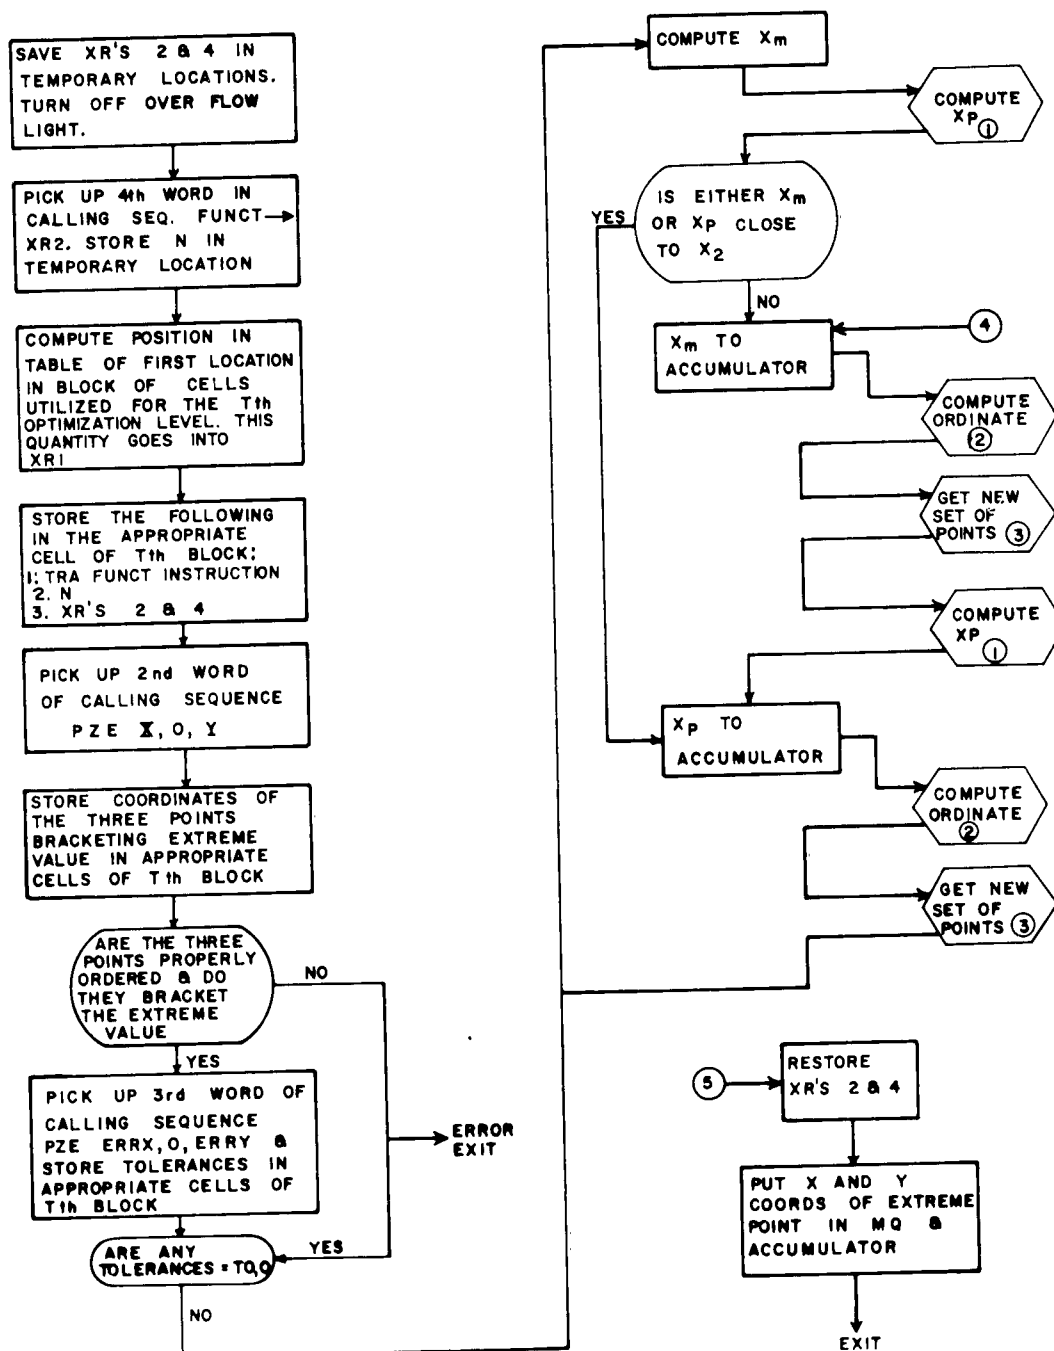 SAVE XR'S 2 & 4 IN
TEMPORARY LOCATIONS.
TURN OFF OVER FLOW
LIGHT.
PICK UP 4th WORD IN
CALLING SEQ. FUNCT→
XR2. STORE N IN
TEMPORARY LOCATION
COMPUTE POSITION IN
TABLE OF FIRST LOCATION
IN BLOCK OF CELLS
UTILIZED FOR THE Tth
OPTIMIZATION LEVEL. THIS
QUANTITY GOES INTO
XR1
STORE THE FOLLOWING
IN THE APPROPRIATE
CELL OF Tth BLOCK:
1. TRA FUNCT INSTRUCTION
2. N
3. XR'S 2 & 4
PICK UP 2nd WORD
OF CALLING SEQUENCE
PZE X, O, Y
STORE COORDINATES OF
THE THREE POINTS
BRACKETING EXTREME
VALUE IN APPROPRIATE
CELLS OF Tth BLOCK
ARE THE THREE
POINTS PROPERLY
ORDERED & DO
THEY BRACKET
THE EXTREME
VALUE
NO
YES
PICK UP 3rd WORD OF
CALLING SEQUENCE
PZE ERRX, O, ERRY &
STORE TOLERANCES IN
APPROPRIATE CELLS OF
Tth BLOCK
ERROR
EXIT
ARE ANY
TOLERANCES = TO,O
YES
NO
COMPUTE Xm
COMPUTE
XP ①
IS EITHER Xm
OR XP CLOSE
TO X2
YES
NO
Xm TO
ACCUMULATOR
④
COMPUTE
ORDINATE
②
GET NEW
SET OF
POINTS ③
COMPUTE
XP
①
XP TO
ACCUMULATOR
COMPUTE
ORDINATE
②
GET NEW
SET OF
POINTS ③
⑤
RESTORE
XR'S 2 & 4
PUT X AND Y
COORDS OF EXTREME
POINT IN MQ &
ACCUMULATOR
EXIT